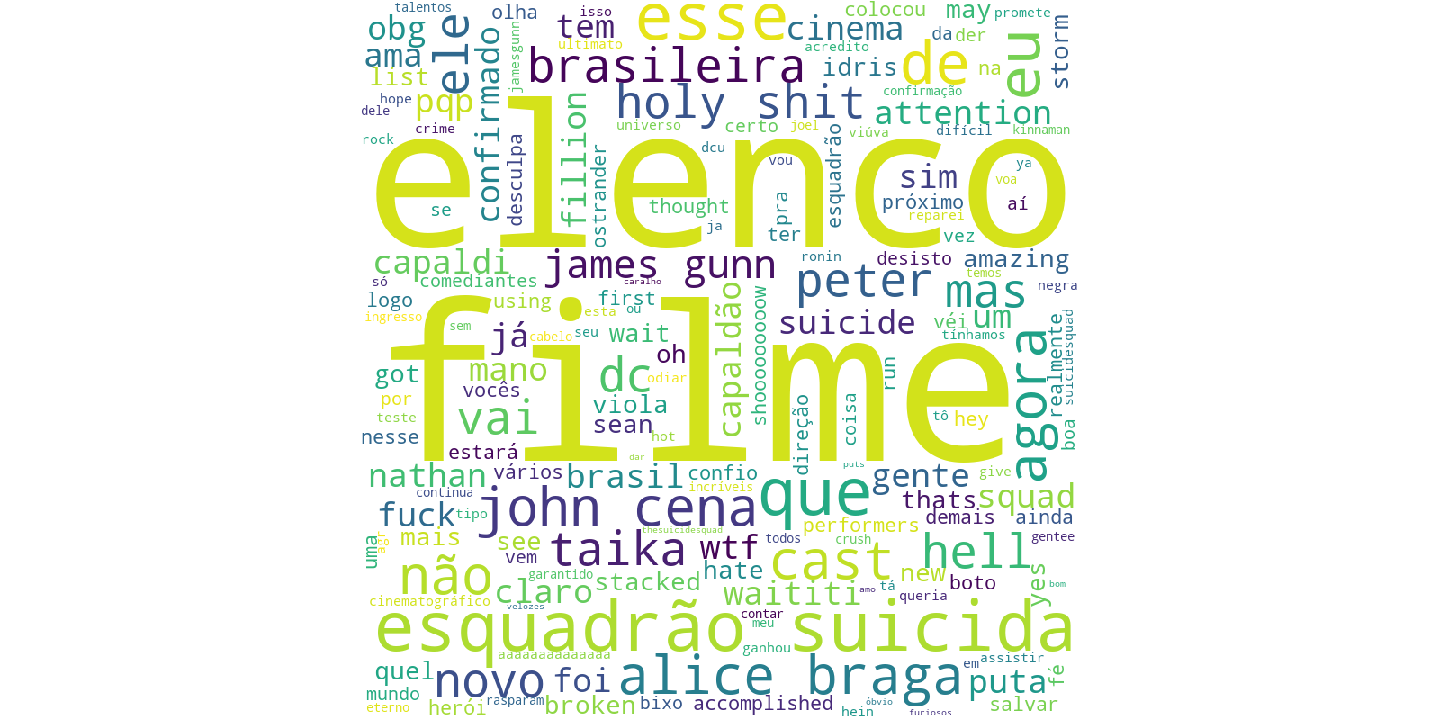 talentos
olha
isso
esse
colocou
may
promete
obg
ele
tem
cinema
da
der
storm
ama
confirmado
jamesgunn
ultimato
acredito
de
eu
list
brasileira
idris
na
pqp
hope
holy shit
confirmação
dele
attention
crime
fillion
universo
certo
joel
viúva
difícil
kinnaman
rock
elenco
desculpa
ostrander
dcu
vou
esquadrão
sim
ya
voa
se
thought
pra
próximo
aí
reparei
ter
ja
vez
capaldi
james gunn
ronin
desisto
amazing
só
comediantes
caralho
peter
temos
negra
logo
using
first
capaldão
shooooooooow
mas
ingresso
filme
esta
ou
suicide
véi
um
sem
já
cabelo
seu
wait
tínhamos
suicidesquad
oh
agora
realmente
got
mano
dc
odiar
run
por
vocês
viola
direção
coisa
tô
hey
boa
teste
vai
sean
nesse
hot
estará
dar
puts
nathan
vários
brasil
confio
que
gente
give
continua
incríveis
thats
squad
john cena
fuck
tipo
thesuicidesquad
performers
demais
ainda
uma
mais
see
taika
wtf
todos
crush
hell
gentee
vem
hate
cast
new
yes
não
garantido
stacked
boto
bom
claro
waititi
amo
tá
queria
cinematográfico
velozes
contar
esquadrão suicida
meu
ganhou
aaaaaaaaaaaaaa
quel
novo
foi
alice braga
em
assistir
fé
mundo
puta
rasparam
eterno
herói
broken
bixo
accomplished
hein
óbvio
furiosos
salvar